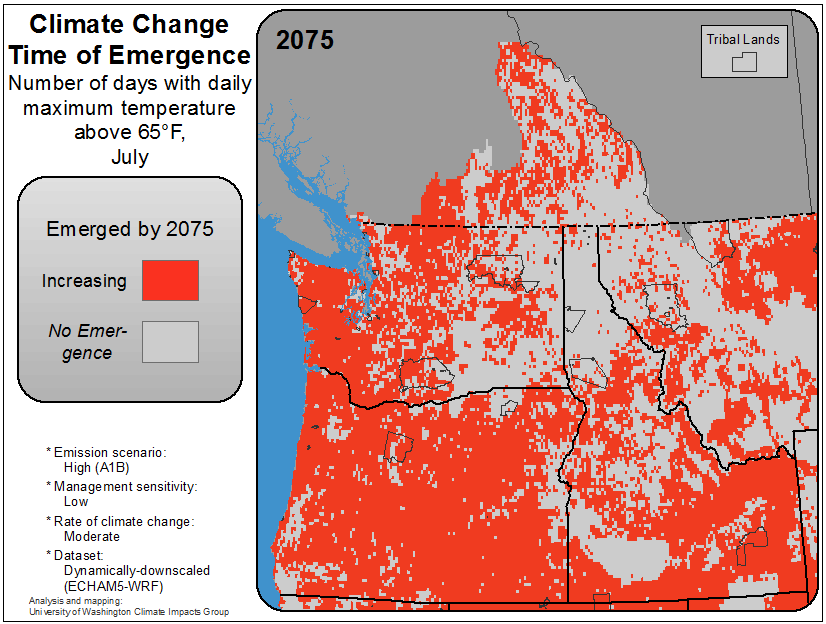 Climate Change
Time of Emergence
Number of days with daily
maximum temperature
above 65°F,
July
Emerged by 2075
Increasing
No Emer-
gence
* Emission scenario:
High (A1B)
* Management sensitivity:
Low
* Rate of climate change:
Moderate
* Dataset:
Dynamically-downscaled
(ECHAM5-WRF)
Analysis and mapping:
University of Washington Climate Impacts Group
2075
Tribal Lands